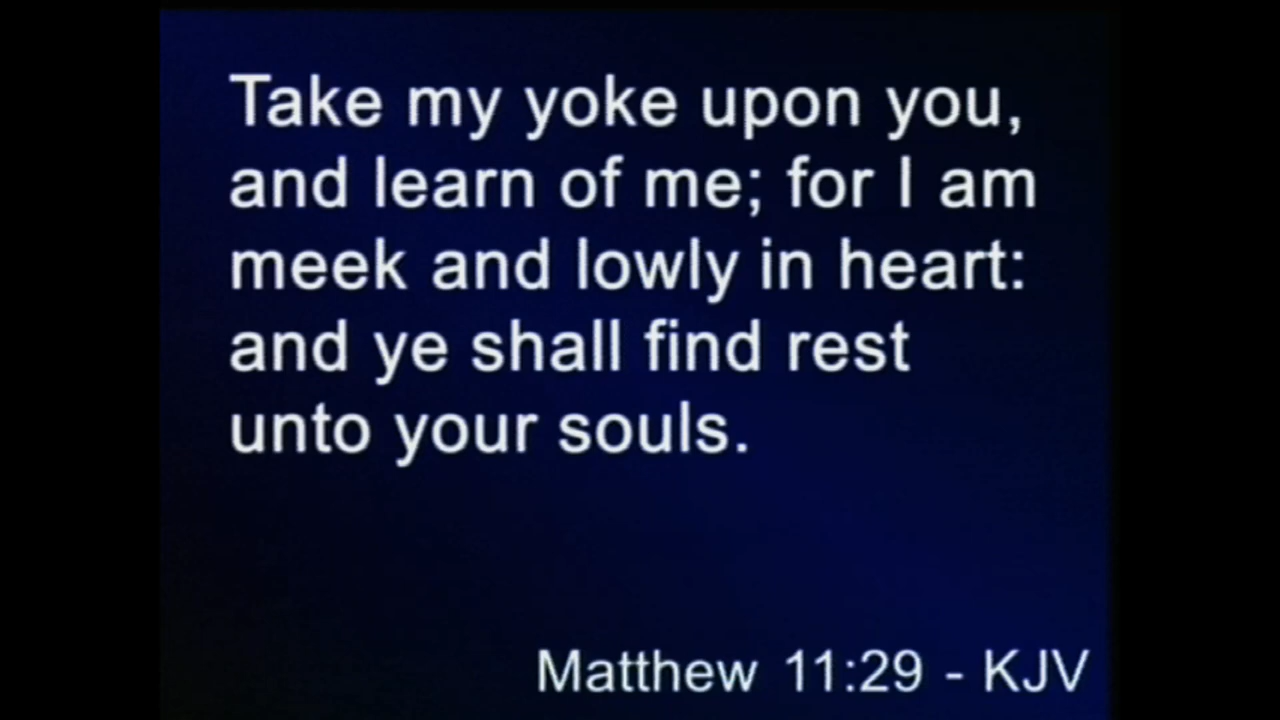 Take my yoke upon you,
and learn of me; for I am
meek and lowly in heart:
and ye shall find rest
unto your souls.
Matthew 11:29 - KJV